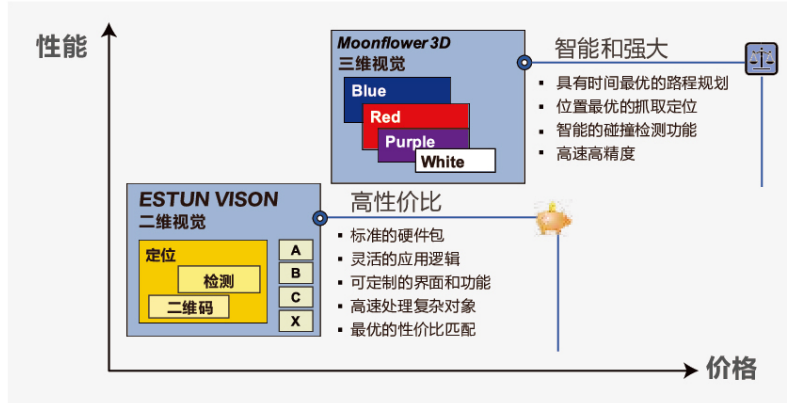 性能
Moonflower 3D
三维视觉
Blue
Red
Purple
White
智能和强大
▪ 具有时间最优的路程规划
▪ 位置最优的抓取定位
▪ 智能的碰撞检测功能
▪ 高速高精度
ESTUN VISON
二维视觉
定位
检测
二维码
A
B
C
X
高性价比
▪ 标准的硬件包
▪ 灵活的应用逻辑
▪ 可定制的界面和功能
▪ 高速处理复杂对象
▪ 最优的性价比匹配
价格